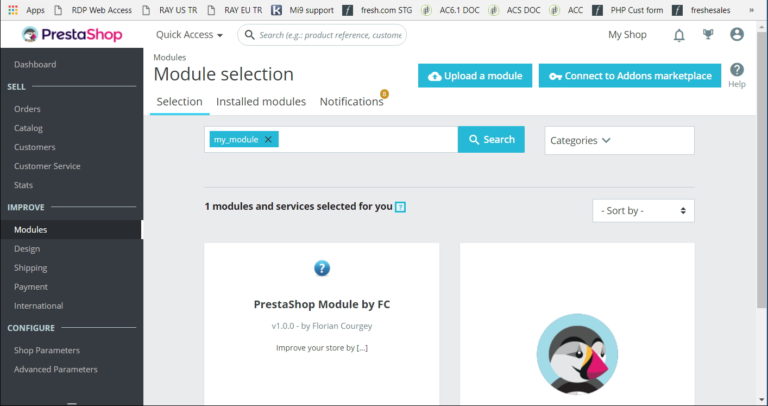 Apps RDP Web Access RAY US TR RAY EU TR Mi9 support fresh.com STG AC6.1 DOC ACS DOC ACC PHP Cust form freshesales »
PrestaShop
Quick Access
Search (e.g.: product reference, custome
My Shop
Dashboard
SELL
Orders
Catalog
Customers
Customer Service
Stats
IMPROVE
Modules
Design
Shipping
Payment
International
CONFIGURE
Shop Parameters
Advanced Parameters
Modules
Module selection
Upload a module
Connect to Addons marketplace
Help
Selection Installed modules Notifications
my_module ×
Search
Categories
1 modules and services selected for you ?
- Sort by -
?
PrestaShop Module by FC
v1.0.0 - by Florian Courgey
Improve your store by [...]